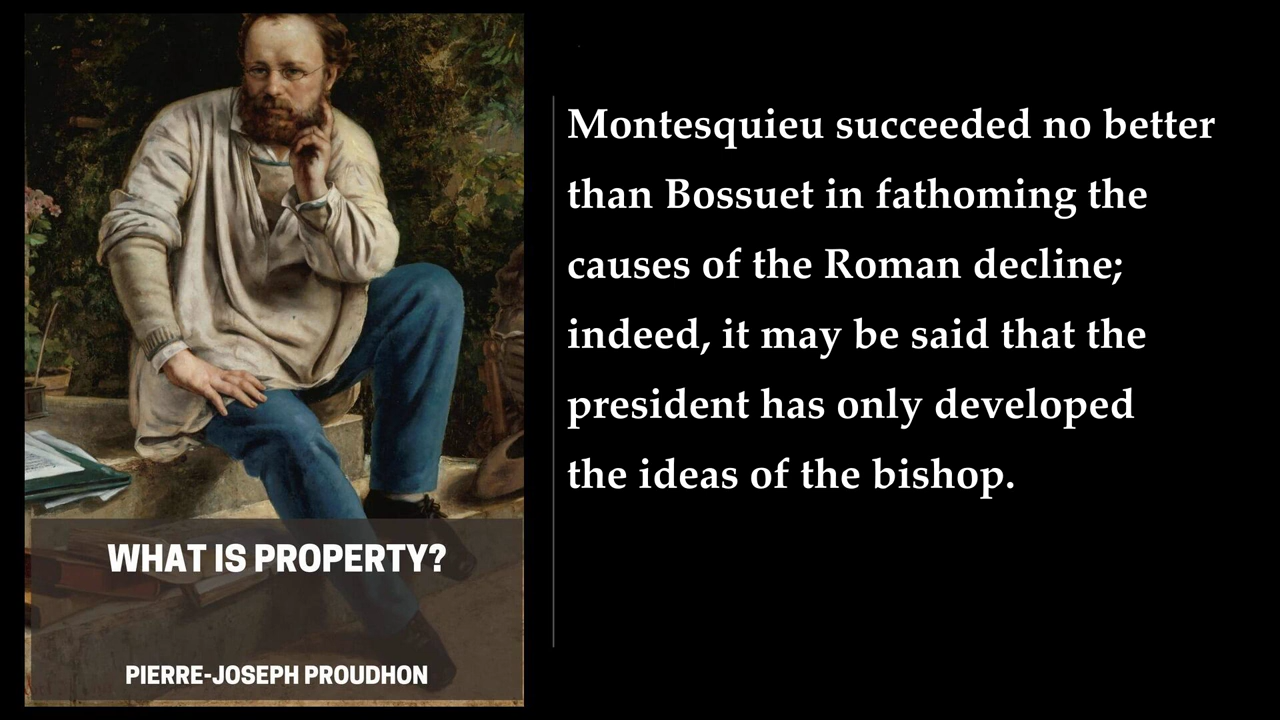 WHAT IS PROPERTY?
PIERRE-JOSEPH PROUDHON
Montesquieu succeeded no better
than Bossuet in fathoming the
causes of the Roman decline;
indeed, it may be said that the
president has only developed
the ideas of the bishop.